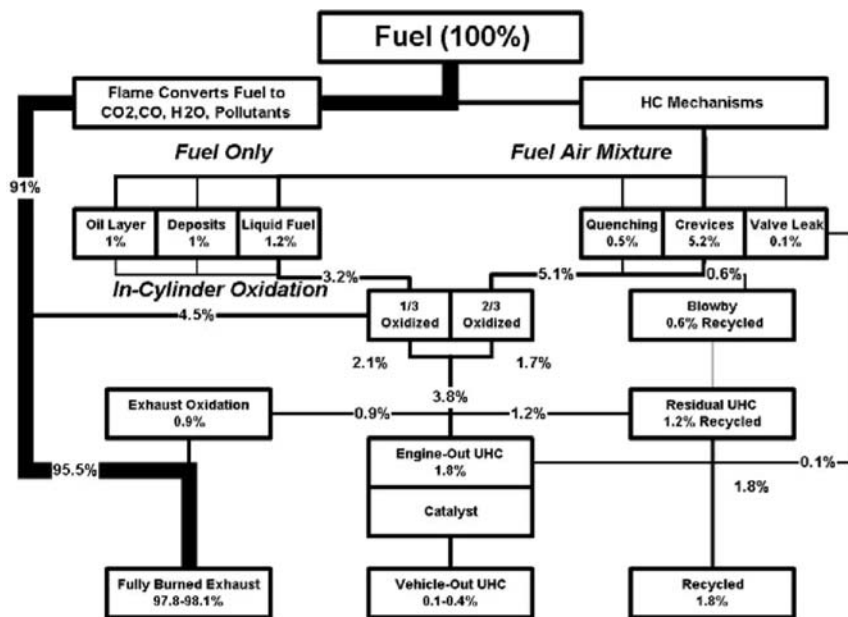 Fuel (100%)
Flame Converts Fuel to
CO2,CO, H2O, Pollutants
HC Mechanisms
Fuel Only
Fuel Air Mixture
91%
Oil Layer
1%
Deposits
1%
Liquid Fuel
1.2%
Quenching
0.5%
Crevices
5.2%
Valve Leak
0.1%
3.2%
5.1%
0.6%
In-Cylinder Oxidation
4.5%
1/3
Oxidized
2/3
Oxidized
Blowby
0.6% Recycled
2.1%
1.7%
3.8%
Exhaust Oxidation
0.9%
0.9%
1.2%
Residual UHC
1.2% Recycled
Engine-Out UHC
1.8%
95.5%
0.1%
1.8%
Catalyst
Fully Burned Exhaust
97.8-98.1%
Vehicle-Out UHC
0.1-0.4%
Recycled
1.8%